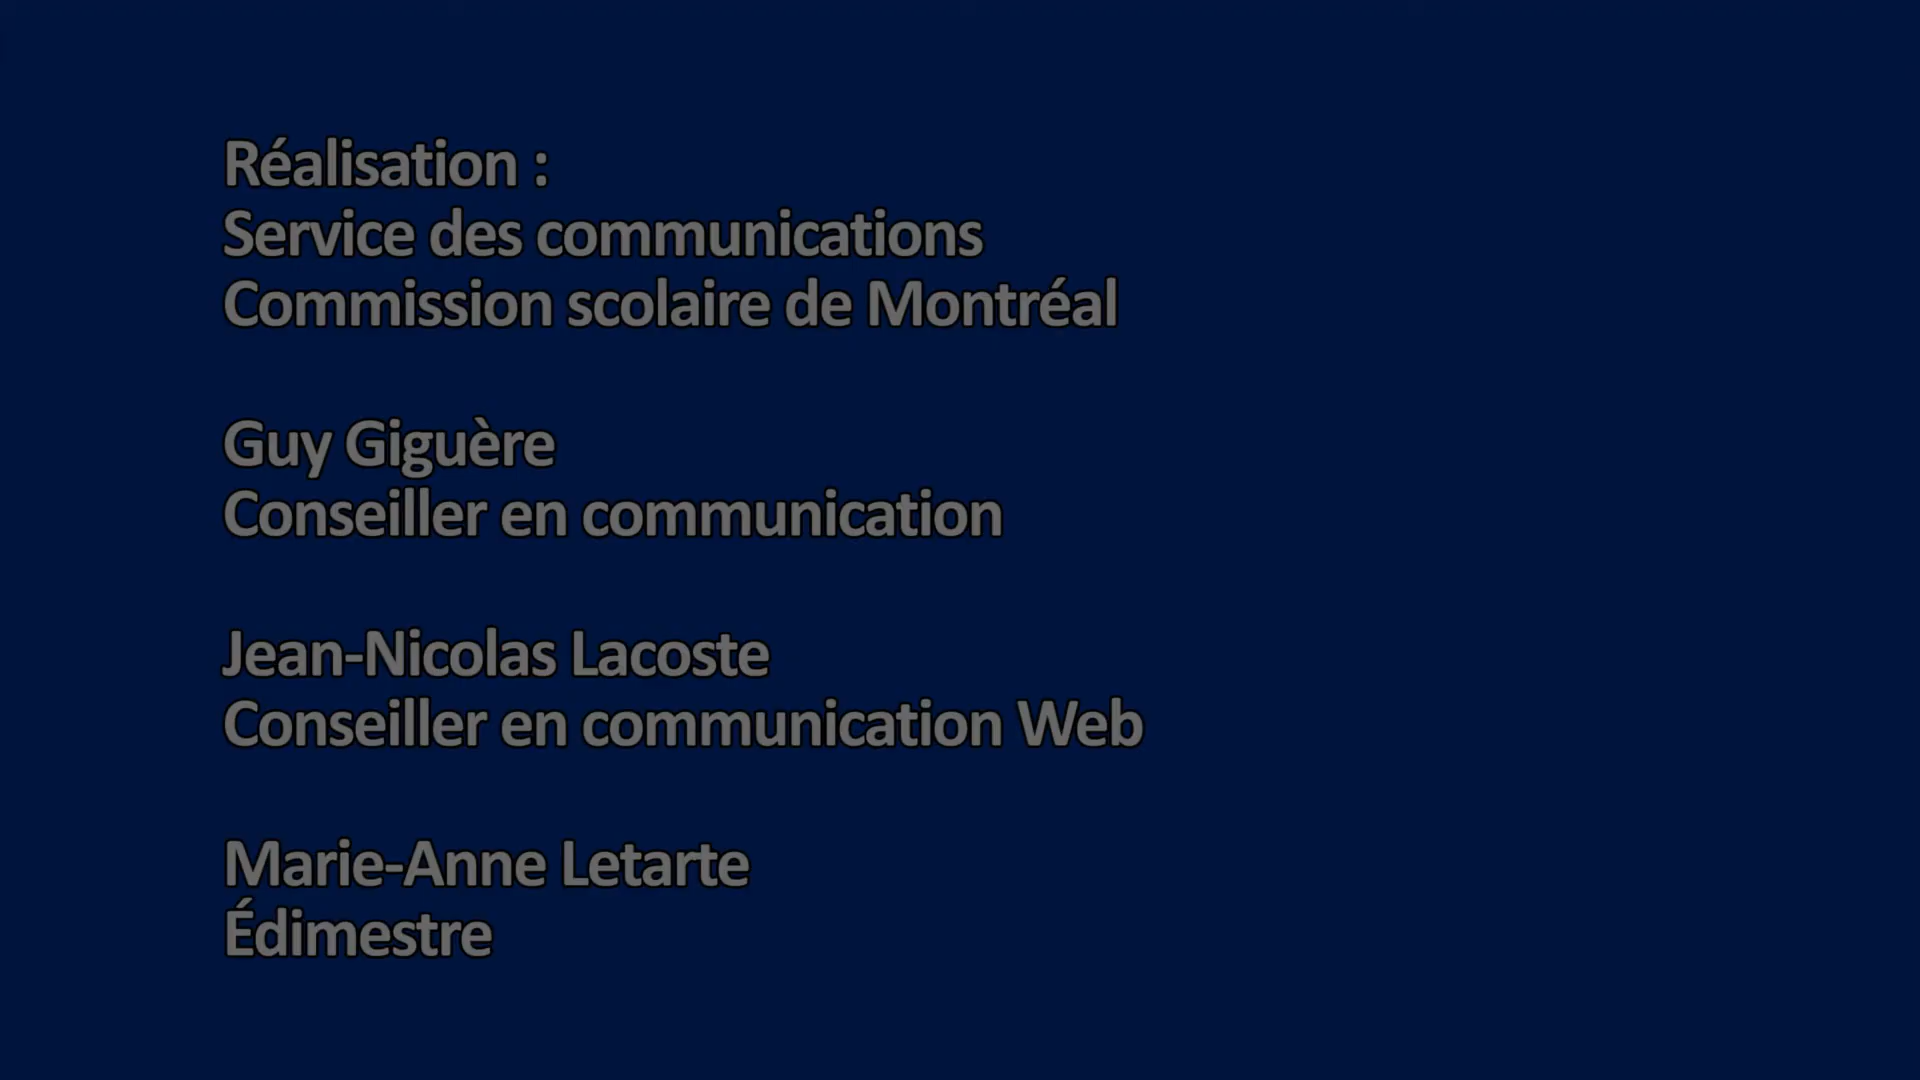 Réalisation :
Service des communications
Commission scolaire de Montréal
Guy Giguère
Conseiller en communication
Jean-Nicolas Lacoste
Conseiller en communication Web
Marie-Anne Letarte
Édimestre